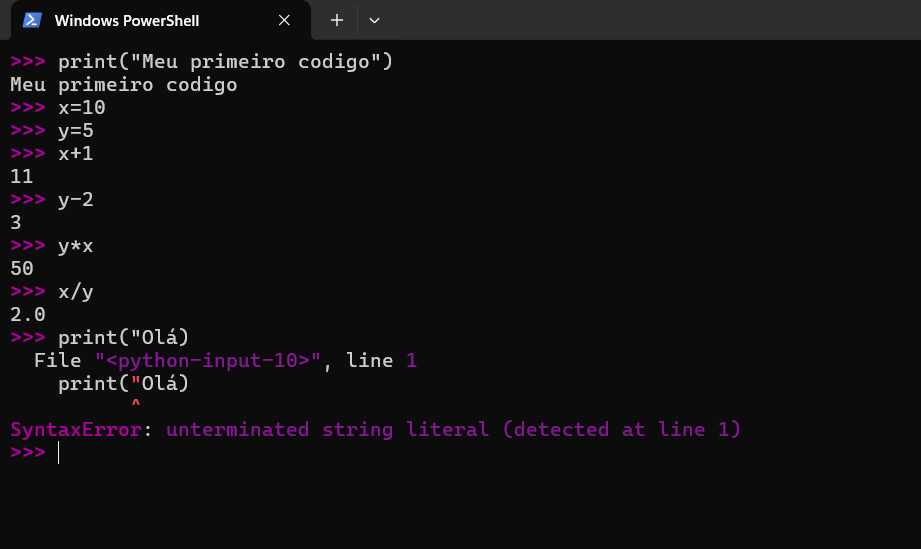 Windows PowerShell
>>> print("Meu primeiro codigo")
Meu primeiro codigo
>>> x=10
>>> y=5
>>> x+1
11
>>> y-2
3
>>> y*x
50
>>> x/y
2.0
>>> print("Olá)
  File "<python-input-10>", line 1
    print("Olá)
          ^
SyntaxError: unterminated string literal (detected at line 1)
>>>